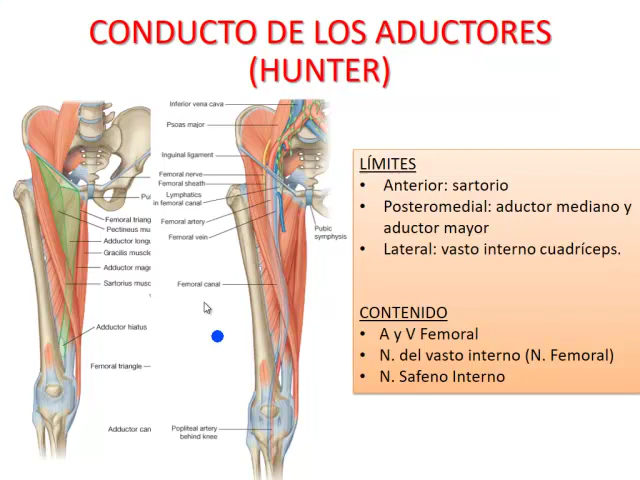 CONDUCTO DE LOS ADUCTORES
(HUNTER)
Inferior vena cava
Psoas major
Inguinal ligament
Femoral nerve
Femoral sheath
Lymphatics
in femoral canal
Femoral artery
Femoral vein
Pubic
symphysis
Femoral canal
Popliteal artery
behind knee
Femoral triang
Pectineus mu
Adductor long
Gracilis muscle
Adductor magn
Sartorius musc
Adductor hiatus
Femoral triangle
Adductor can
LÍMITES
• Anterior: sartorio
• Posteromedial: aductor mediano y
aductor mayor
• Lateral: vasto interno cuadríceps.
CONTENIDO
• A y V Femoral
• N. del vasto interno (N. Femoral)
• N. Safeno Interno